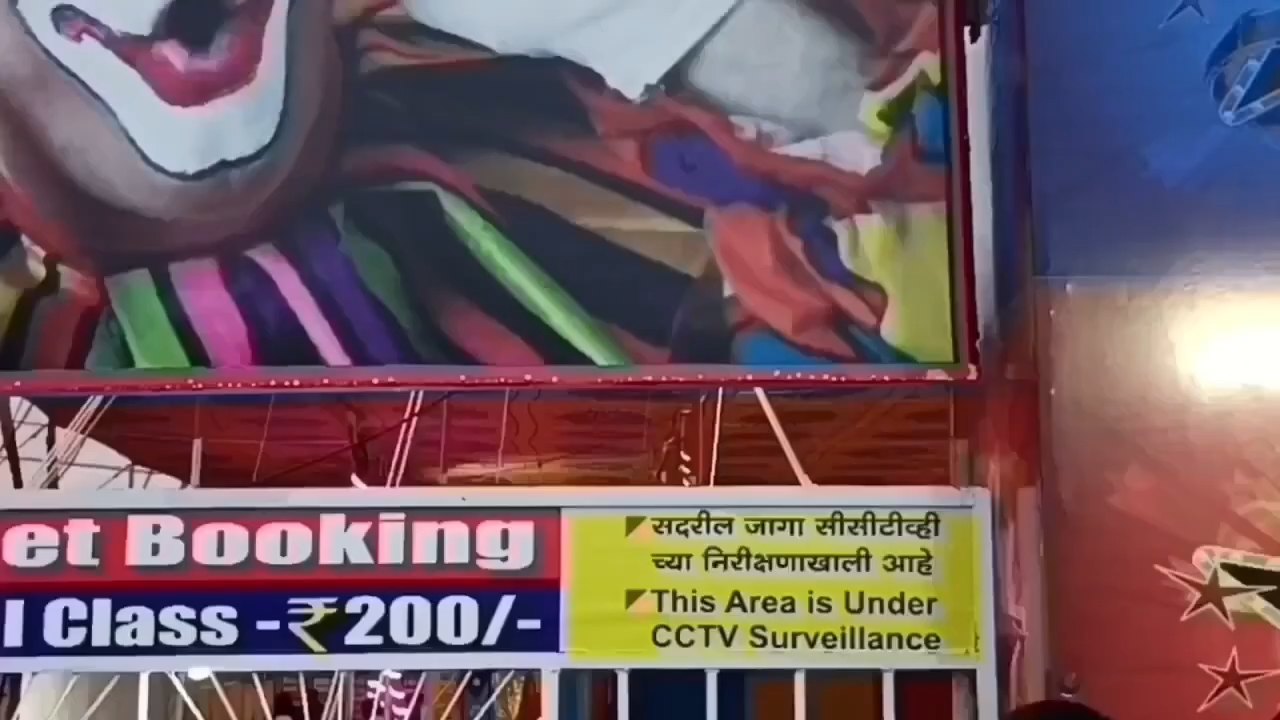 et Booking
l Class -₹200/-
सदरील जागा सीसीटीव्ही
च्या निरीक्षणाखाली आहे
This Area is Under
CCTV Surveillance